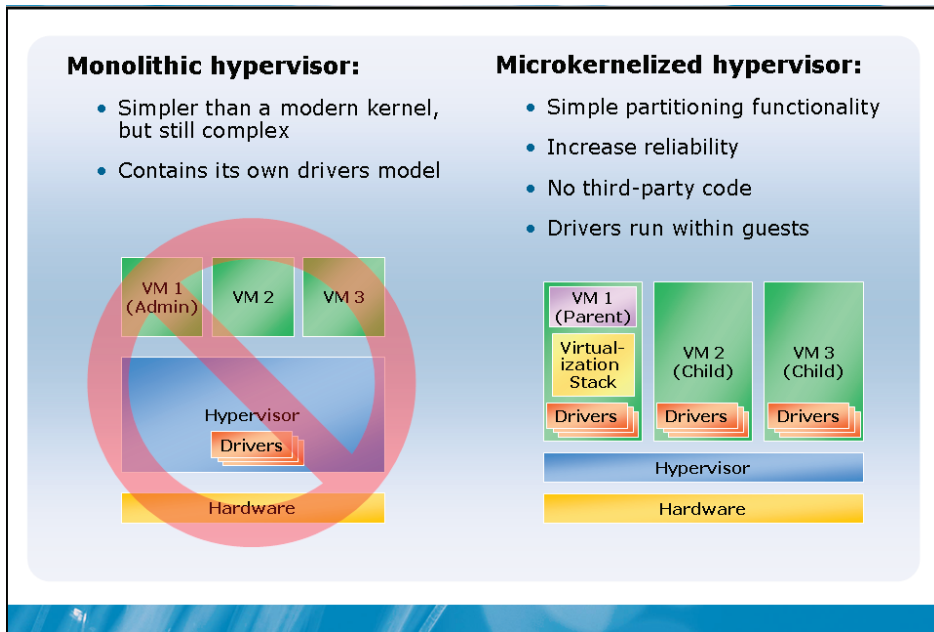 Monolithic hypervisor:
• Simpler than a modern kernel,
but still complex
• Contains its own drivers model
VM 1
(Admin)
VM 2
VM 3
Hypervisor
Drivers
Hardware
Microkernelized hypervisor:
• Simple partitioning functionality
• Increase reliability
• No third-party code
• Drivers run within guests
VM 1
(Parent)
Virtual-
ization
Stack
Drivers
VM 2
(Child)
Drivers
VM 3
(Child)
Drivers
Hypervisor
Hardware